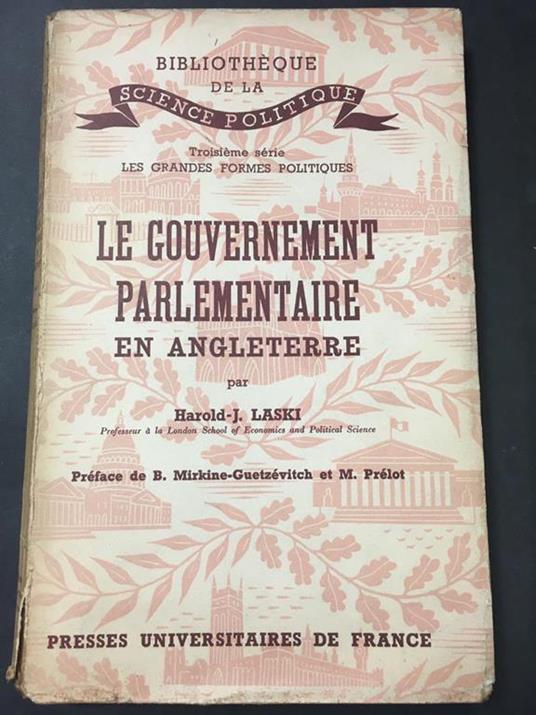 BIBLIOTHÈQUE
DE LA
SCIENCE POLITIQUE
Troisième série
LES GRANDES FORMES POLITIQUES
LE GOUVERNEMENT
PARLEMENTAIRE
EN ANGLETERRE
par
Harold-J. LASKI
Professeur à la London School of Economics and Political Science
Préface de B. Mirkine-Guetzévitch et M. Prélot
PRESSES UNIVERSITAIRES DE FRANCE